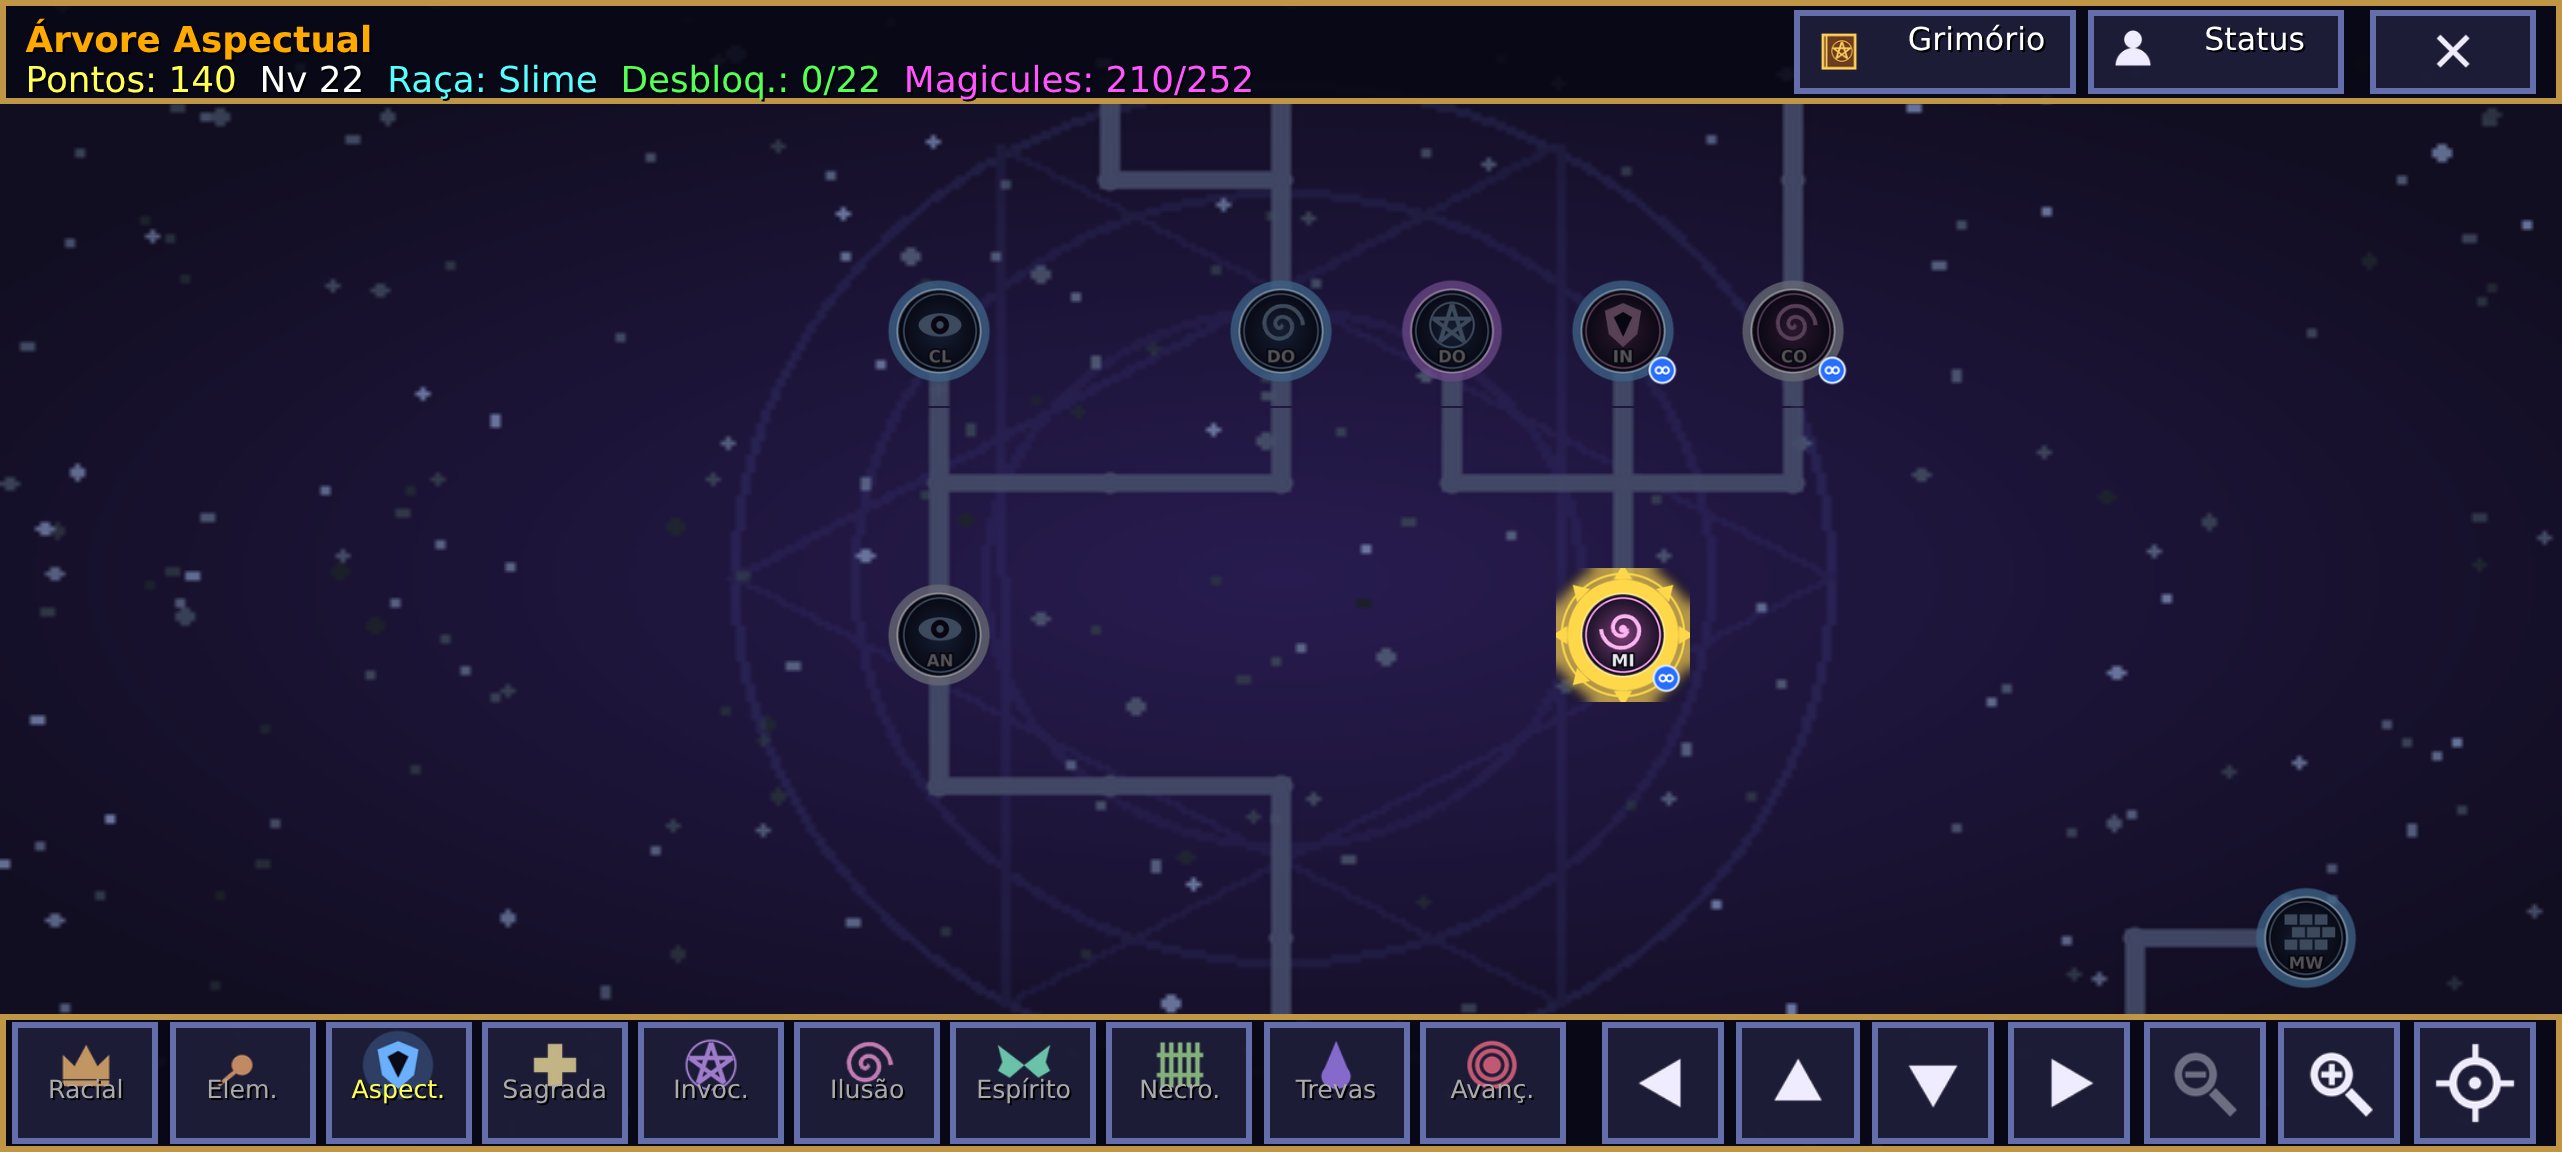 Árvore Aspectual
Pontos: 140 Nv 22 Raça: Slime Desbloq.: 0/22 Magicules: 210/252
Grimório
Status
CL
DO
DO
IN
CO
AN
MI
MW
Racial
Elem.
Aspect.
Sagrada
Invoc.
Ilusão
Espírito
Necro.
Trevas
Avanç.